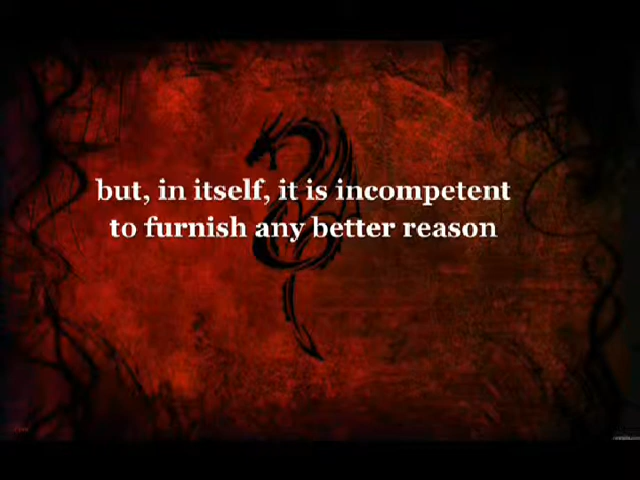 but, in itself, it is incompetent
to furnish any better reason